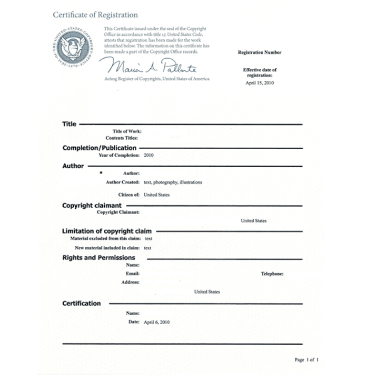 Certificate of Registration
This Certificate issued under the seal of the Copyright
Office in accordance with title 17, United States Code,
attests that registration has been made for the work
identified below. The information on this certificate has
been made a part of the Copyright Office records.
Acting Register of Copyrights, United States of America
Registration Number
Effective date of
registration:
April 15, 2010
Title
Title of Work:
Contents Titles:
Completion/Publication
Year of Completion: 2010
Author
* Author:
Author Created: text, photography, illustrations
Citizen of: United States
Copyright claimant
Copyright Claimant:
United States
Limitation of copyright claim
Material excluded from this claim: text
New material included in claim: text
Rights and Permissions
Name:
Email: Telephone:
Address:
United States
Certification
Name:
Date: April 6, 2010
Page 1 of 1